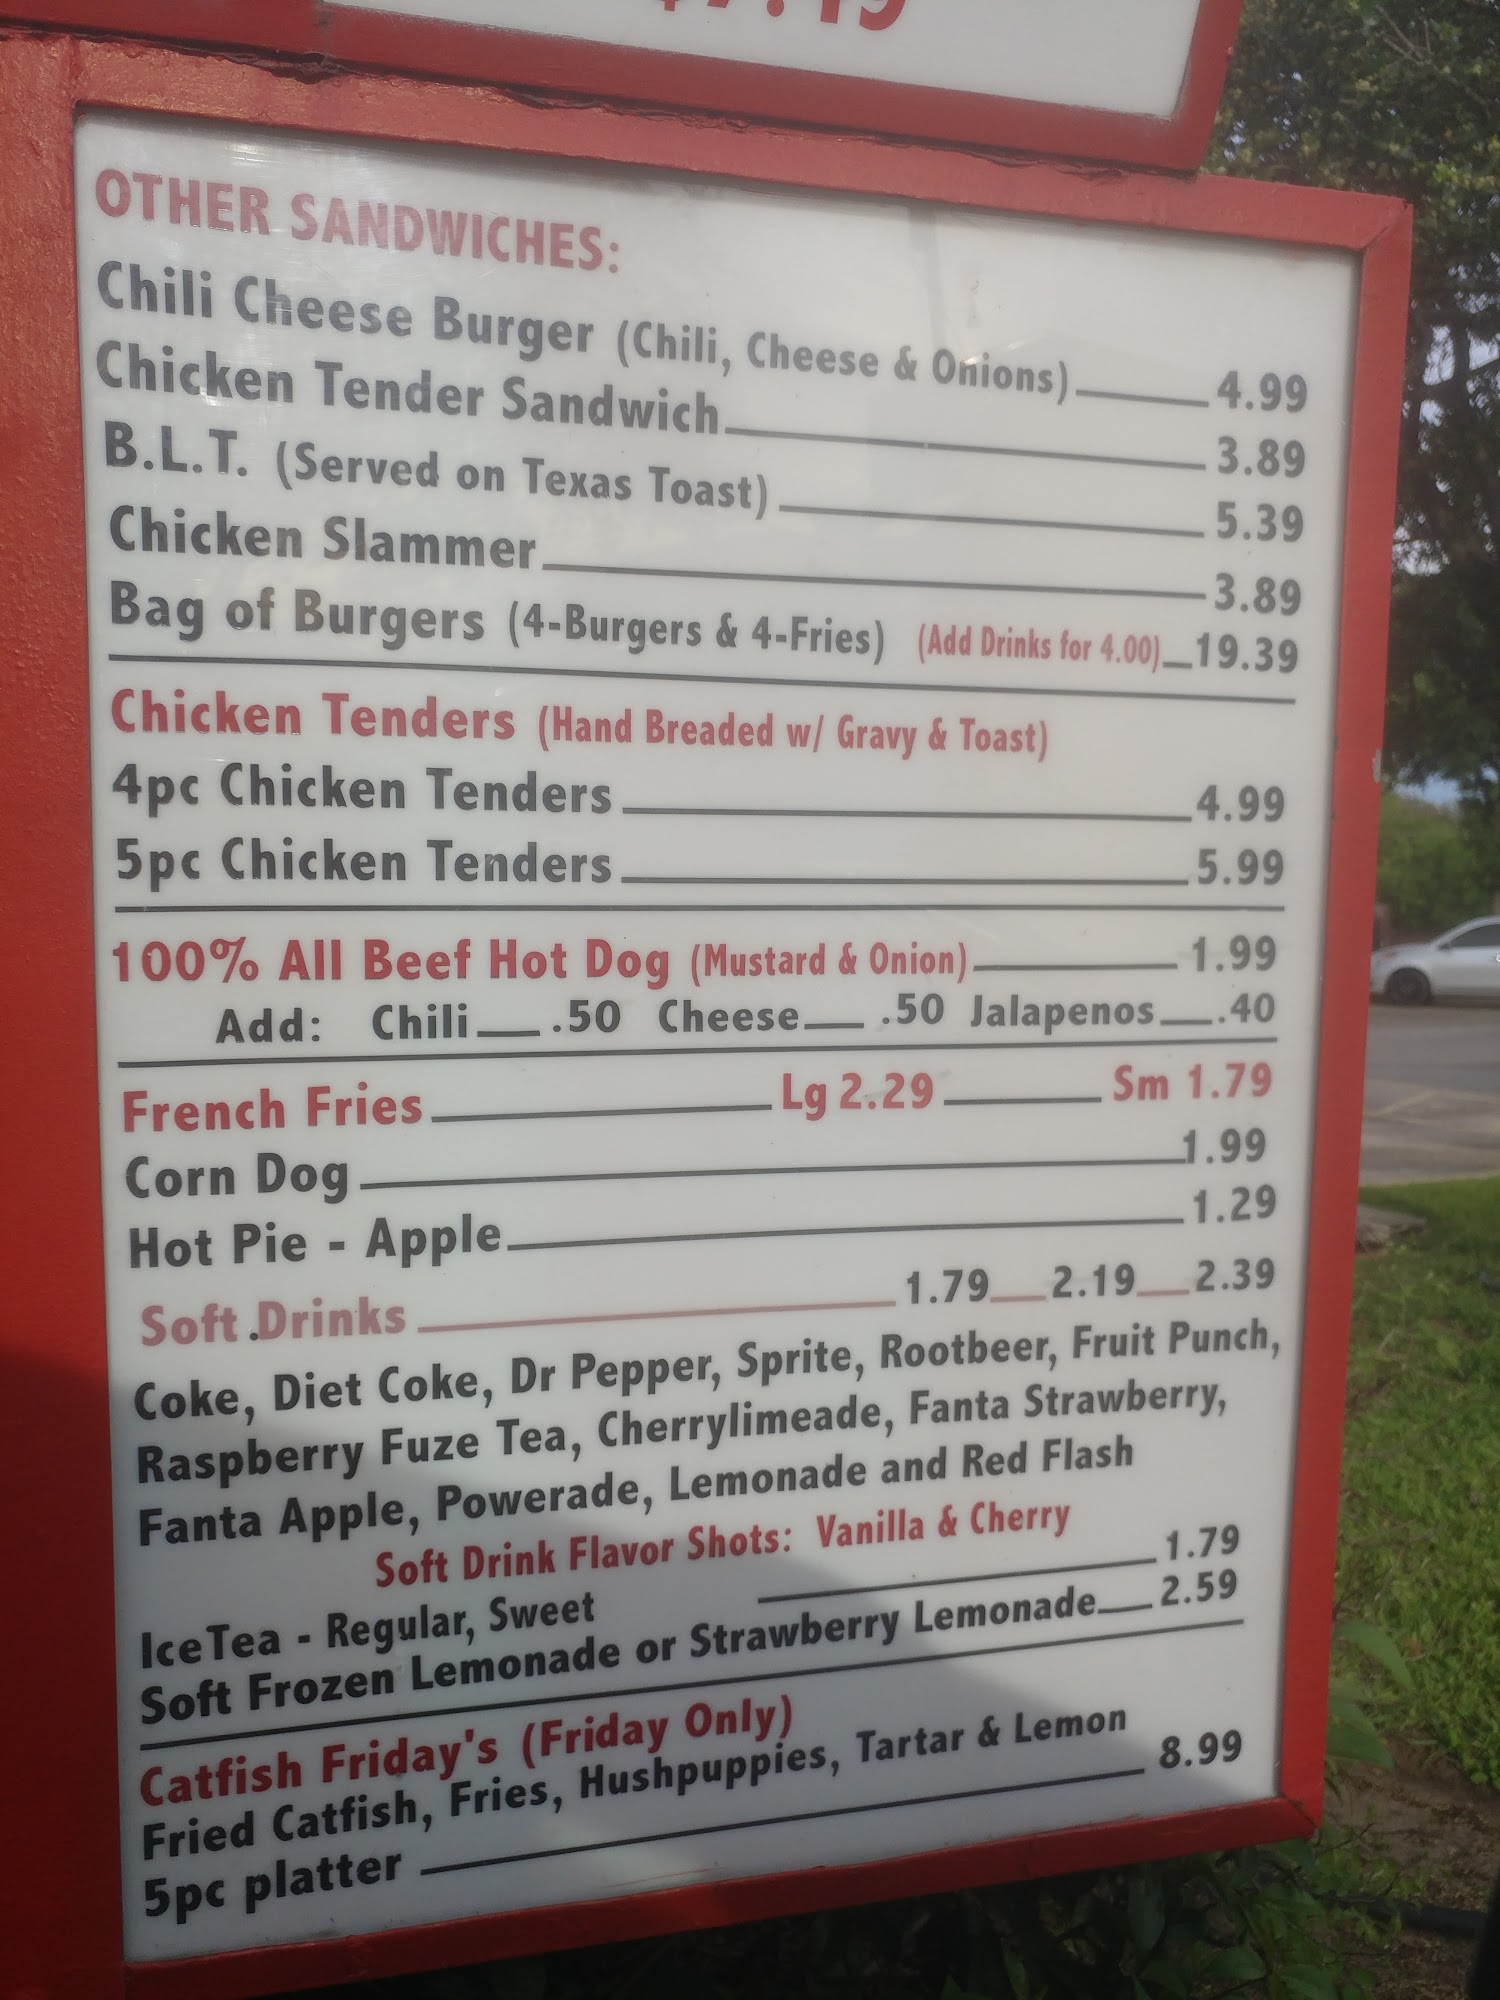 OTHER SANDWICHES:
Chili Cheese Burger (Chili, Cheese & Onions) 4.99
Chicken Tender Sandwich 3.89
B.L.T. (Served on Texas Toast) 5.39
Chicken Slammer 3.89
Bag of Burgers (4-Burgers & 4-Fries) (Add Drinks for 4.00) 19.39
Chicken Tenders (Hand Breaded w/ Gravy & Toast)
4pc Chicken Tenders 4.99
5pc Chicken Tenders 5.99
100% All Beef Hot Dog (Mustard & Onion) 1.99
Add: Chili .50 Cheese .50 Jalapenos .40
French Fries Lg 2.29 Sm 1.79
Corn Dog 1.99
Hot Pie - Apple 1.29
Soft Drinks 1.79 2.19 2.39
Coke, Diet Coke, Dr Pepper, Sprite, Rootbeer, Fruit Punch,
Raspberry Fuze Tea, Cherrylimeade, Fanta Strawberry,
Fanta Apple, Powerade, Lemonade and Red Flash
Soft Drink Flavor Shots: Vanilla & Cherry
IceTea - Regular, Sweet 1.79
Soft Frozen Lemonade or Strawberry Lemonade 2.59
Catfish Friday's (Friday Only)
Fried Catfish, Fries, Hushpuppies, Tartar & Lemon
5pc platter 8.99